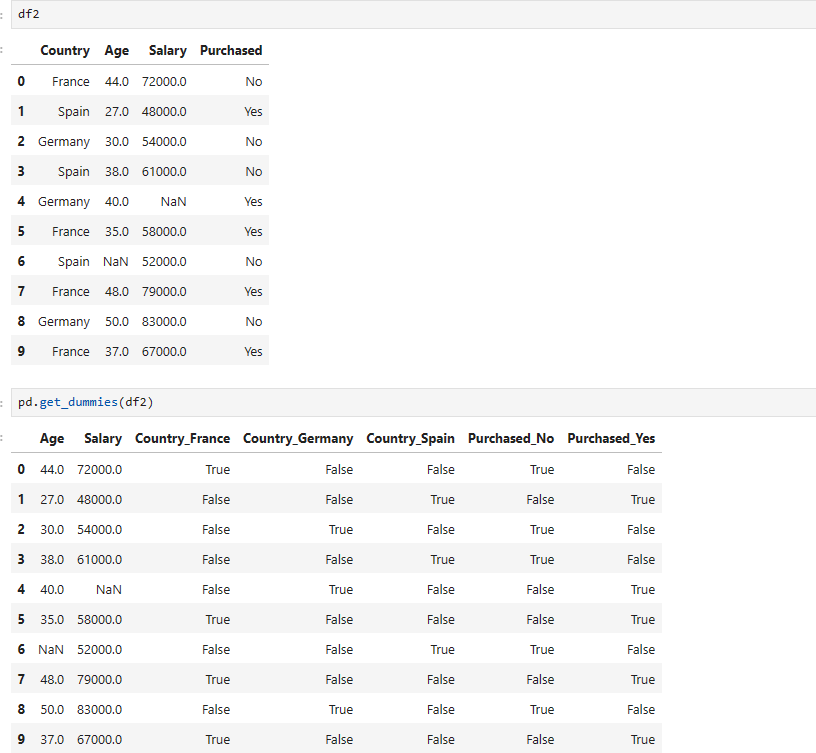 df2
Country Age Salary Purchased
0 France 44.0 72000.0 No
1 Spain 27.0 48000.0 Yes
2 Germany 30.0 54000.0 No
3 Spain 38.0 61000.0 No
4 Germany 40.0 NaN Yes
5 France 35.0 58000.0 Yes
6 Spain NaN 52000.0 No
7 France 48.0 79000.0 Yes
8 Germany 50.0 83000.0 No
9 France 37.0 67000.0 Yes
pd.get_dummies(df2)
Age Salary Country_France Country_Germany Country_Spain Purchased_No Purchased_Yes
0 44.0 72000.0 True False False True False
1 27.0 48000.0 False False True False True
2 30.0 54000.0 False True False True False
3 38.0 61000.0 False False True True False
4 40.0 NaN False True False False True
5 35.0 58000.0 True False False False True
6 NaN 52000.0 False False True True False
7 48.0 79000.0 True False False False True
8 50.0 83000.0 False True False True False
9 37.0 67000.0 True False False False True